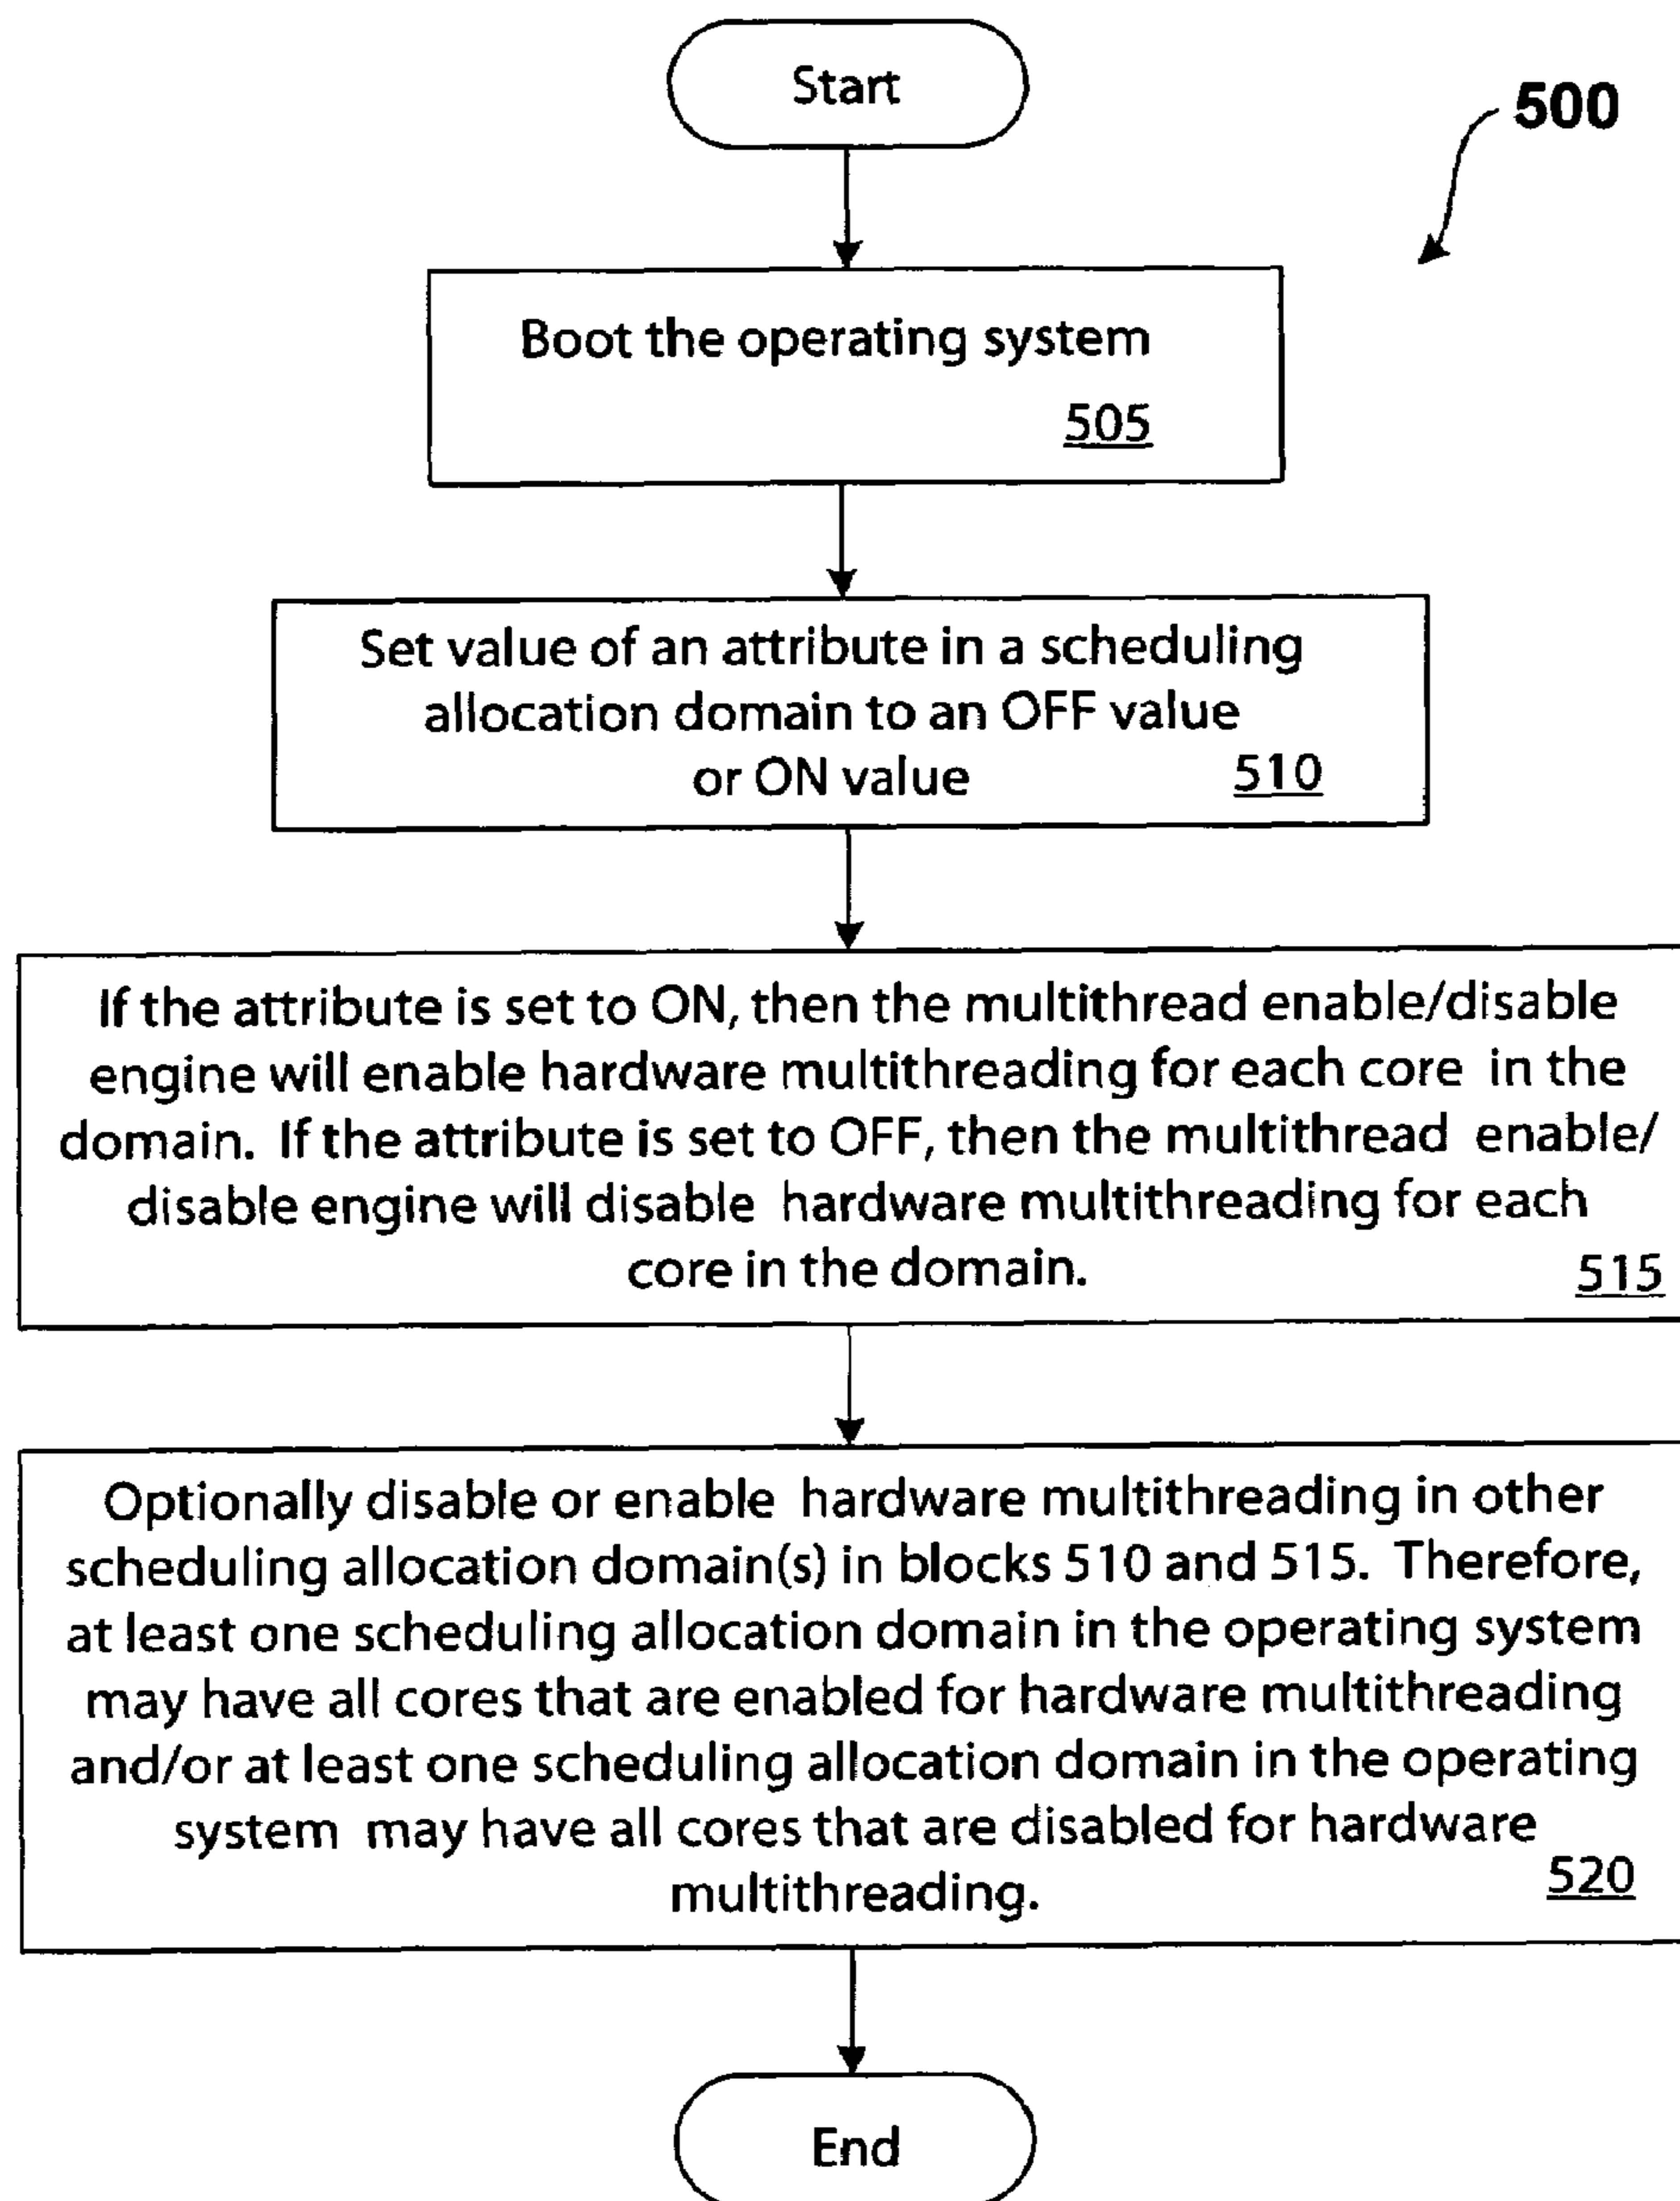 Start
500
Boot the operating system
505
Set value of an attribute in a scheduling
allocation domain to an OFF value
or ON value 510
If the attribute is set to ON, then the multithread enable/disable
engine will enable hardware multithreading for each core in the
domain. If the attribute is set to OFF, then the multithread enable/
disable engine will disable hardware multithreading for each
core in the domain. 515
Optionally disable or enable hardware multithreading in other
scheduling allocation domain(s) in blocks 510 and 515. Therefore,
at least one scheduling allocation domain in the operating system
may have all cores that are enabled for hardware multithreading
and/or at least one scheduling allocation domain in the operating
system may have all cores that are disabled for hardware
multithreading. 520
End